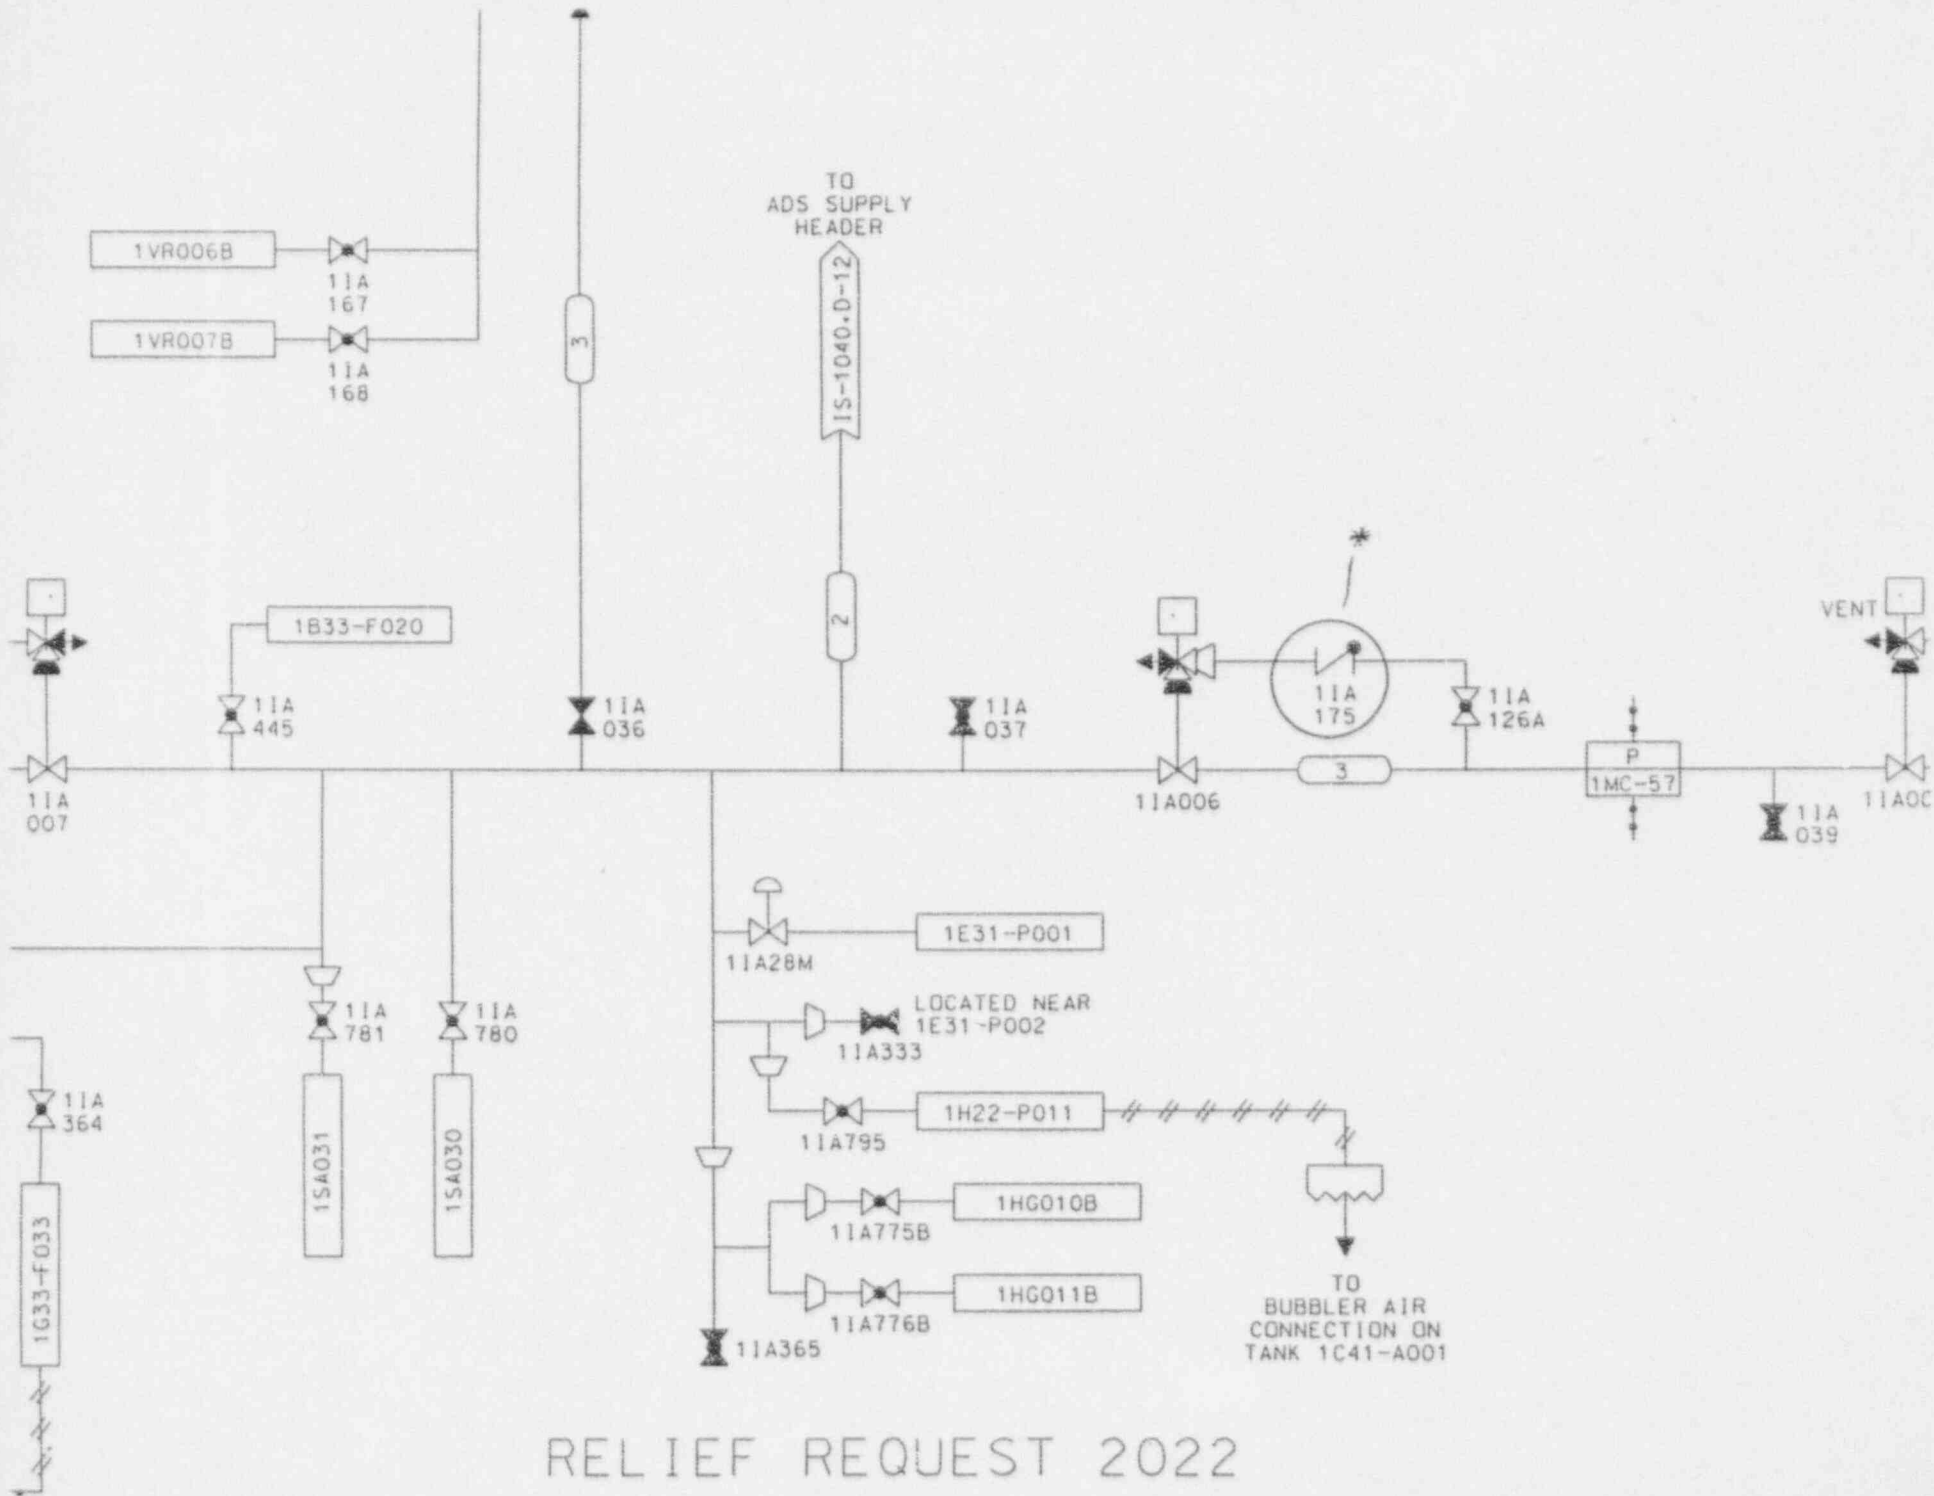 TO
ADS SUPPLY
HEADER
IS-1040.D-12
1VR006B
1IA
167
1VR007B
1IA
168
3
2
*
VENT
1B33-F020
1IA
445
1IA
036
1IA
037
1IA
175
1IA
126A
1IA
007
1IA006
3
P
1MC-57
1IA
039
1IA00
1E31-P001
1IA28M
LOCATED NEAR
1E31-P002
1IA333
1IA
781
1IA
780
1IA
364
1SA031
1SA030
1H22-P011
1IA795
1G33-F033
1HG010B
1IA775B
1HG011B
1IA776B
1IA365
TO
BUBBLER AIR
CONNECTION ON
TANK 1C41-A001
RELIEF REQUEST 2022